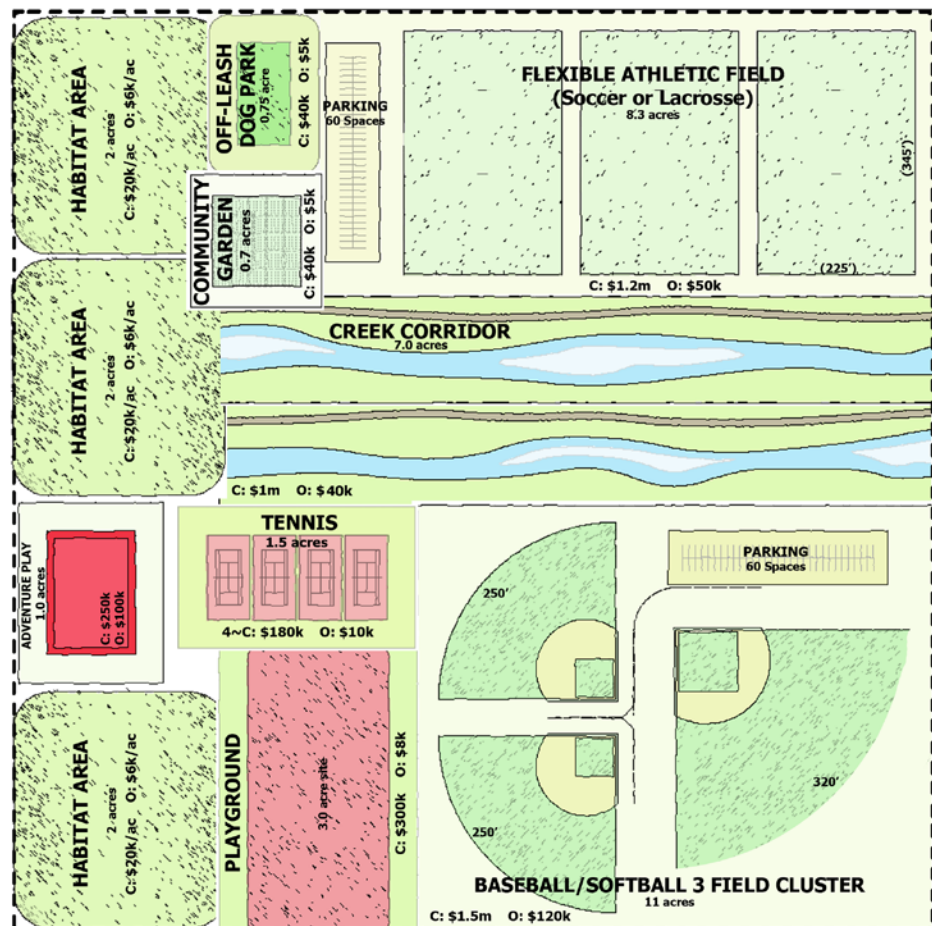 HABITAT AREA
2 acres
C: $20k/ac O: $6k/ac
OFF-LEASH
DOG PARK
0.75 acre
C: $40k O: $5k
PARKING
60 Spaces
FLEXIBLE ATHLETIC FIELD
(Soccer or Lacrosse)
8.3 acres
(345')
(225')
C: $1.2m O: $50k
COMMUNITY
GARDEN
0.7 acres
C: $40k O: $5k
HABITAT AREA
2 acres
C: $20k/ac O: $6k/ac
CREEK CORRIDOR
7.0 acres
C: $1m O: $40k
ADVENTURE PLAY
1.0 acres
C: $250k
O: $100k
TENNIS
1.5 acres
4~C: $180k O: $10k
PARKING
60 Spaces
250'
250'
320'
HABITAT AREA
2 acres
C: $20k/ac O: $6k/ac
PLAYGROUND
3.0 acre site
C: $300k O: $8k
BASEBALL/SOFTBALL 3 FIELD CLUSTER
11 acres
C: $1.5m O: $120k